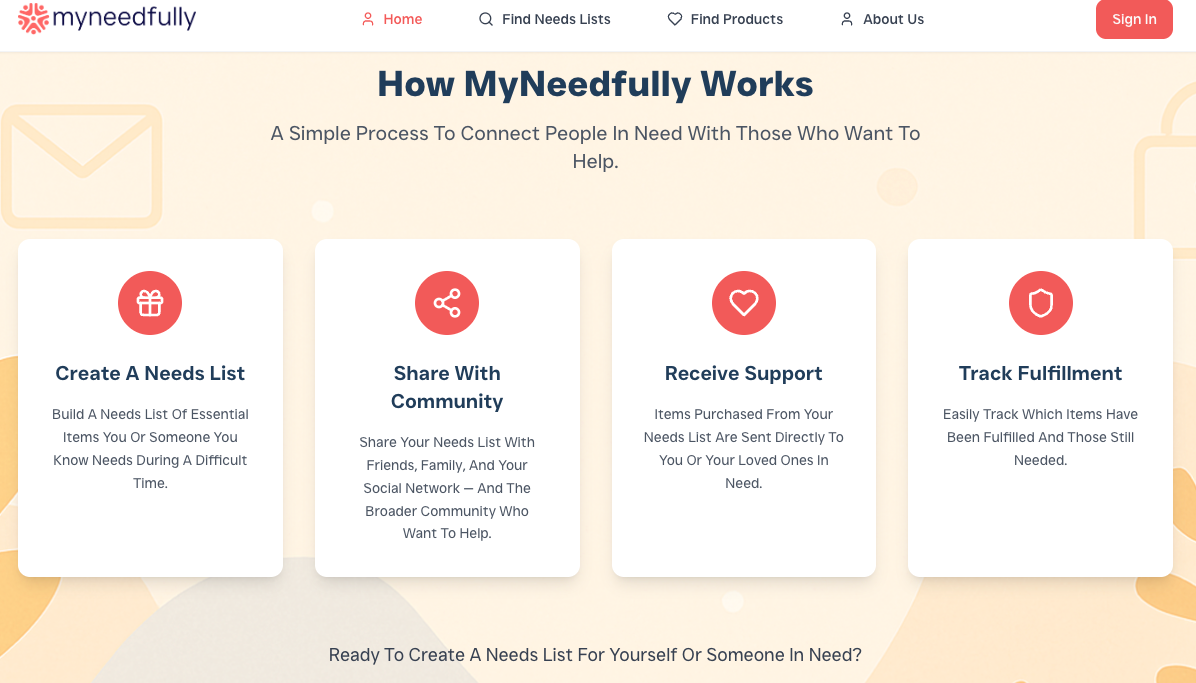 myneedfully
Home
Find Needs Lists
Find Products
About Us
Sign In
How MyNeedfully Works
A Simple Process To Connect People In Need With Those Who Want To
Help.
Create A Needs List
Build A Needs List Of Essential
Items You Or Someone You
Know Needs During A Difficult
Time.
Share With
Community
Share Your Needs List With
Friends, Family, And Your
Social Network — And The
Broader Community Who
Want To Help.
Receive Support
Items Purchased From Your
Needs List Are Sent Directly To
You Or Your Loved Ones In
Need.
Track Fulfillment
Easily Track Which Items Have
Been Fulfilled And Those Still
Needed.
Ready To Create A Needs List For Yourself Or Someone In Need?